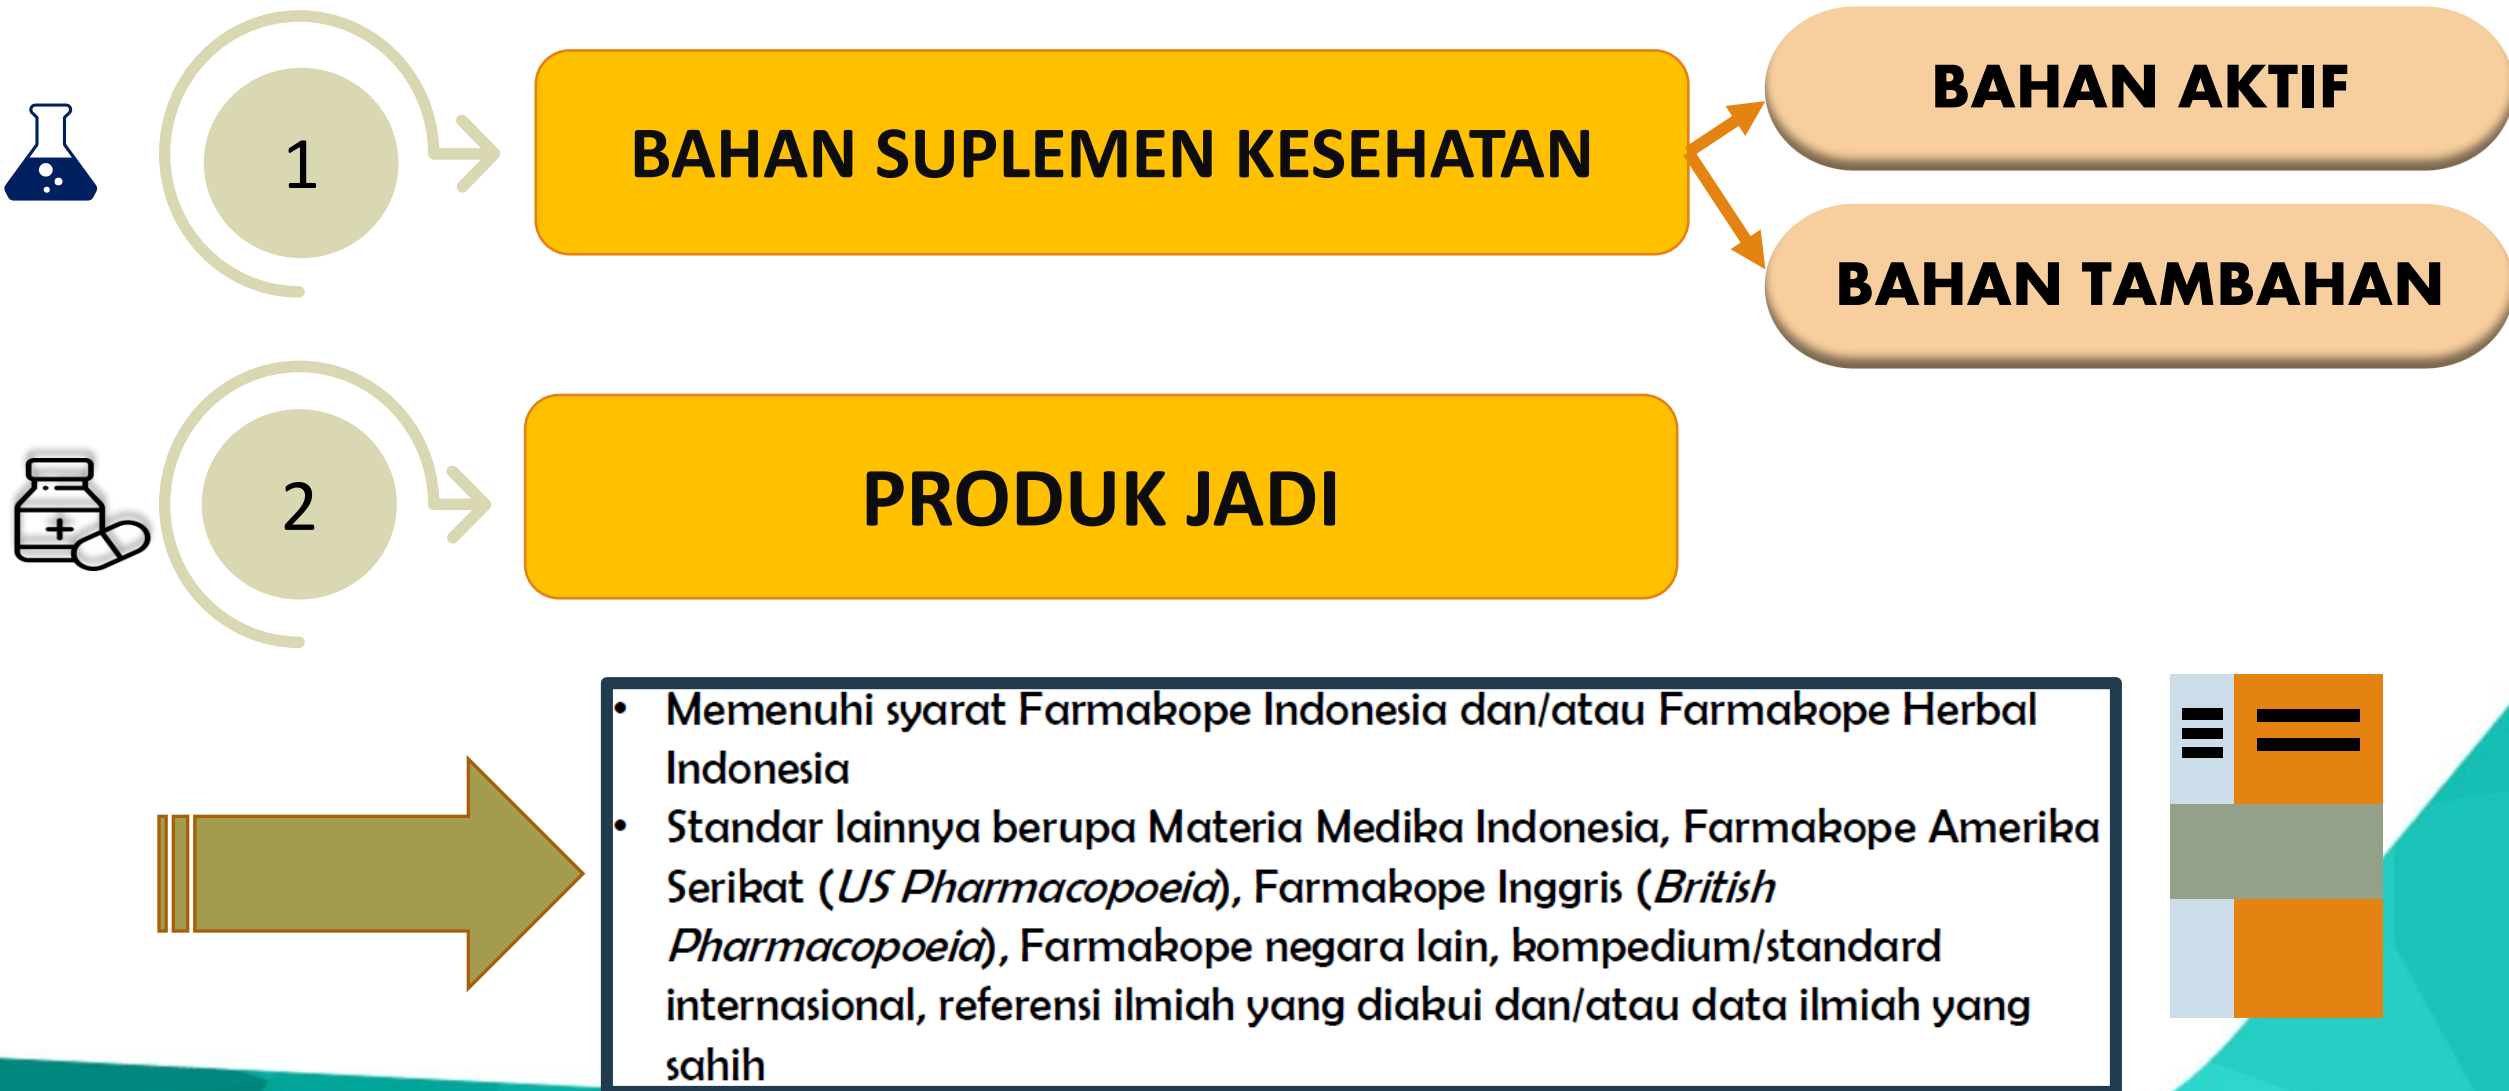 1
BAHAN SUPLEMEN KESEHATAN
BAHAN AKTIF
BAHAN TAMBAHAN
2
PRODUK JADI
• Memenuhi syarat Farmakope Indonesia dan/atau Farmakope Herbal
Indonesia
• Standar lainnya berupa Materia Medika Indonesia, Farmakope Amerika
Serikat (US Pharmacopoeia), Farmakope Inggris (British
Pharmacopoeia), Farmakope negara lain, kompedium/standard
internasional, referensi ilmiah yang diakui dan/atau data ilmiah yang
sahih